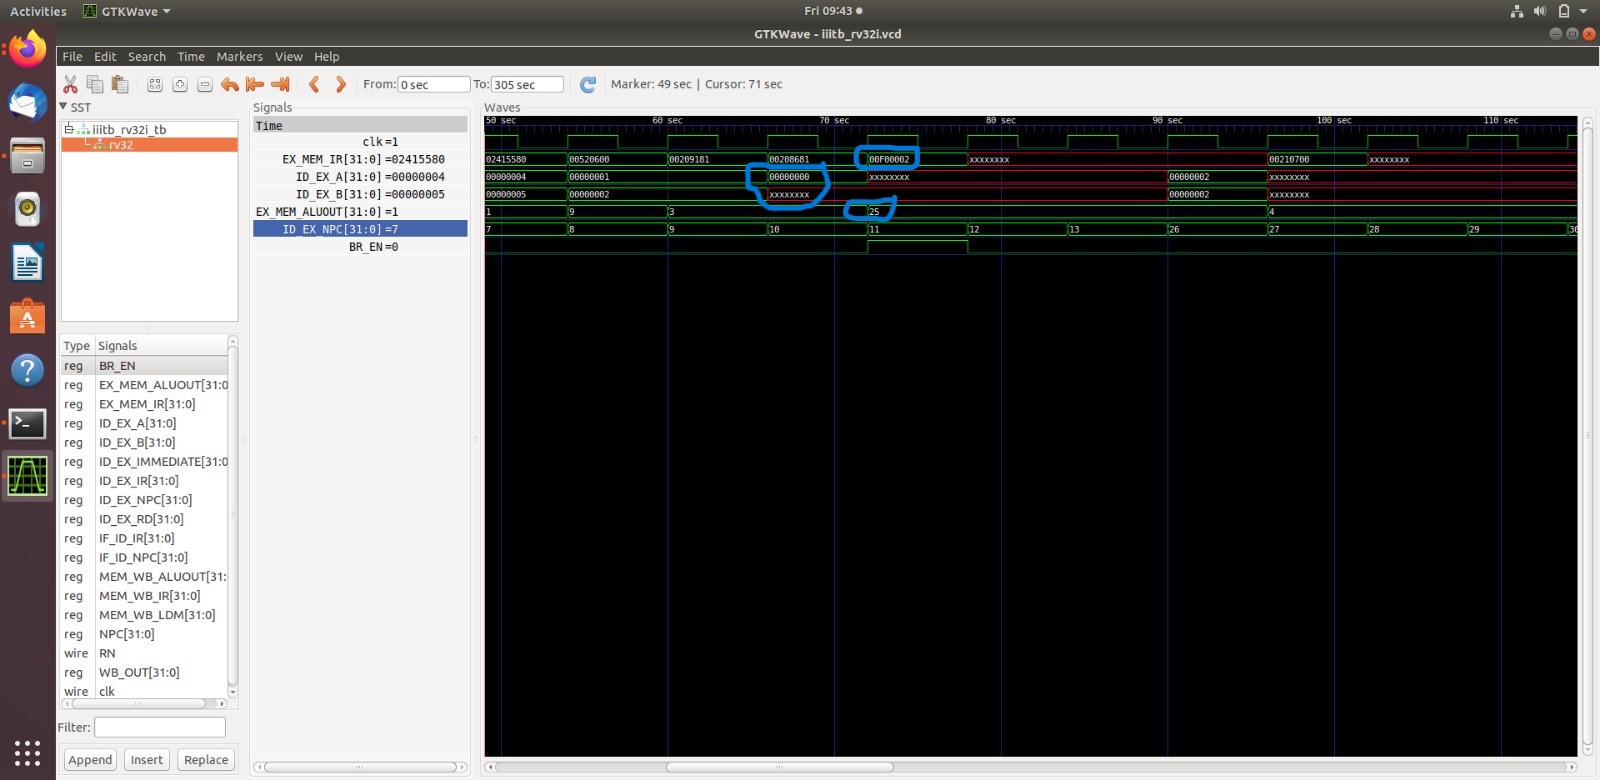 Activities GTKWave Fri 09:43
GTKWave - iiitb_rv32i.vcd
File Edit Search Time Markers View Help
From: 0 sec To: 305 sec Marker: 49 sec | Cursor: 71 sec
SST
iiitb_rv32i_tb
rv32
Type Signals
reg BR_EN
reg EX_MEM_ALUOUT[31:0
reg EX_MEM_IR[31:0]
reg ID_EX_A[31:0]
reg ID_EX_B[31:0]
reg ID_EX_IMMEDIATE[31:0
reg ID_EX_IR[31:0]
reg ID_EX_NPC[31:0]
reg ID_EX_RD[31:0]
reg IF_ID_IR[31:0]
reg IF_ID_NPC[31:0]
reg MEM_WB_ALUOUT[31:
reg MEM_WB_IR[31:0]
reg MEM_WB_LDM[31:0]
reg NPC[31:0]
wire RN
reg WB_OUT[31:0]
wire clk
Filter:
Append Insert Replace
Signals
Time
clk =1
EX_MEM_IR[31:0] =02415580
ID_EX_A[31:0] =00000004
ID_EX_B[31:0] =00000005
EX_MEM_ALUOUT[31:0] =1
ID_EX_NPC[31:0] =7
BR_EN =0
Waves
50 sec 60 sec 70 sec 80 sec 90 sec 100 sec 110 sec
02415580 00520600 00209181 00208681 00F00002 xxxxxxxx 00210700 xxxxxxxx
00000004 00000001 00000000 xxxxxxxx 00000002 xxxxxxxx
00000005 00000002 xxxxxxxx 00000002 xxxxxxxx
1 9 3 25 4
7 8 9 10 11 12 13 26 27 28 29 30